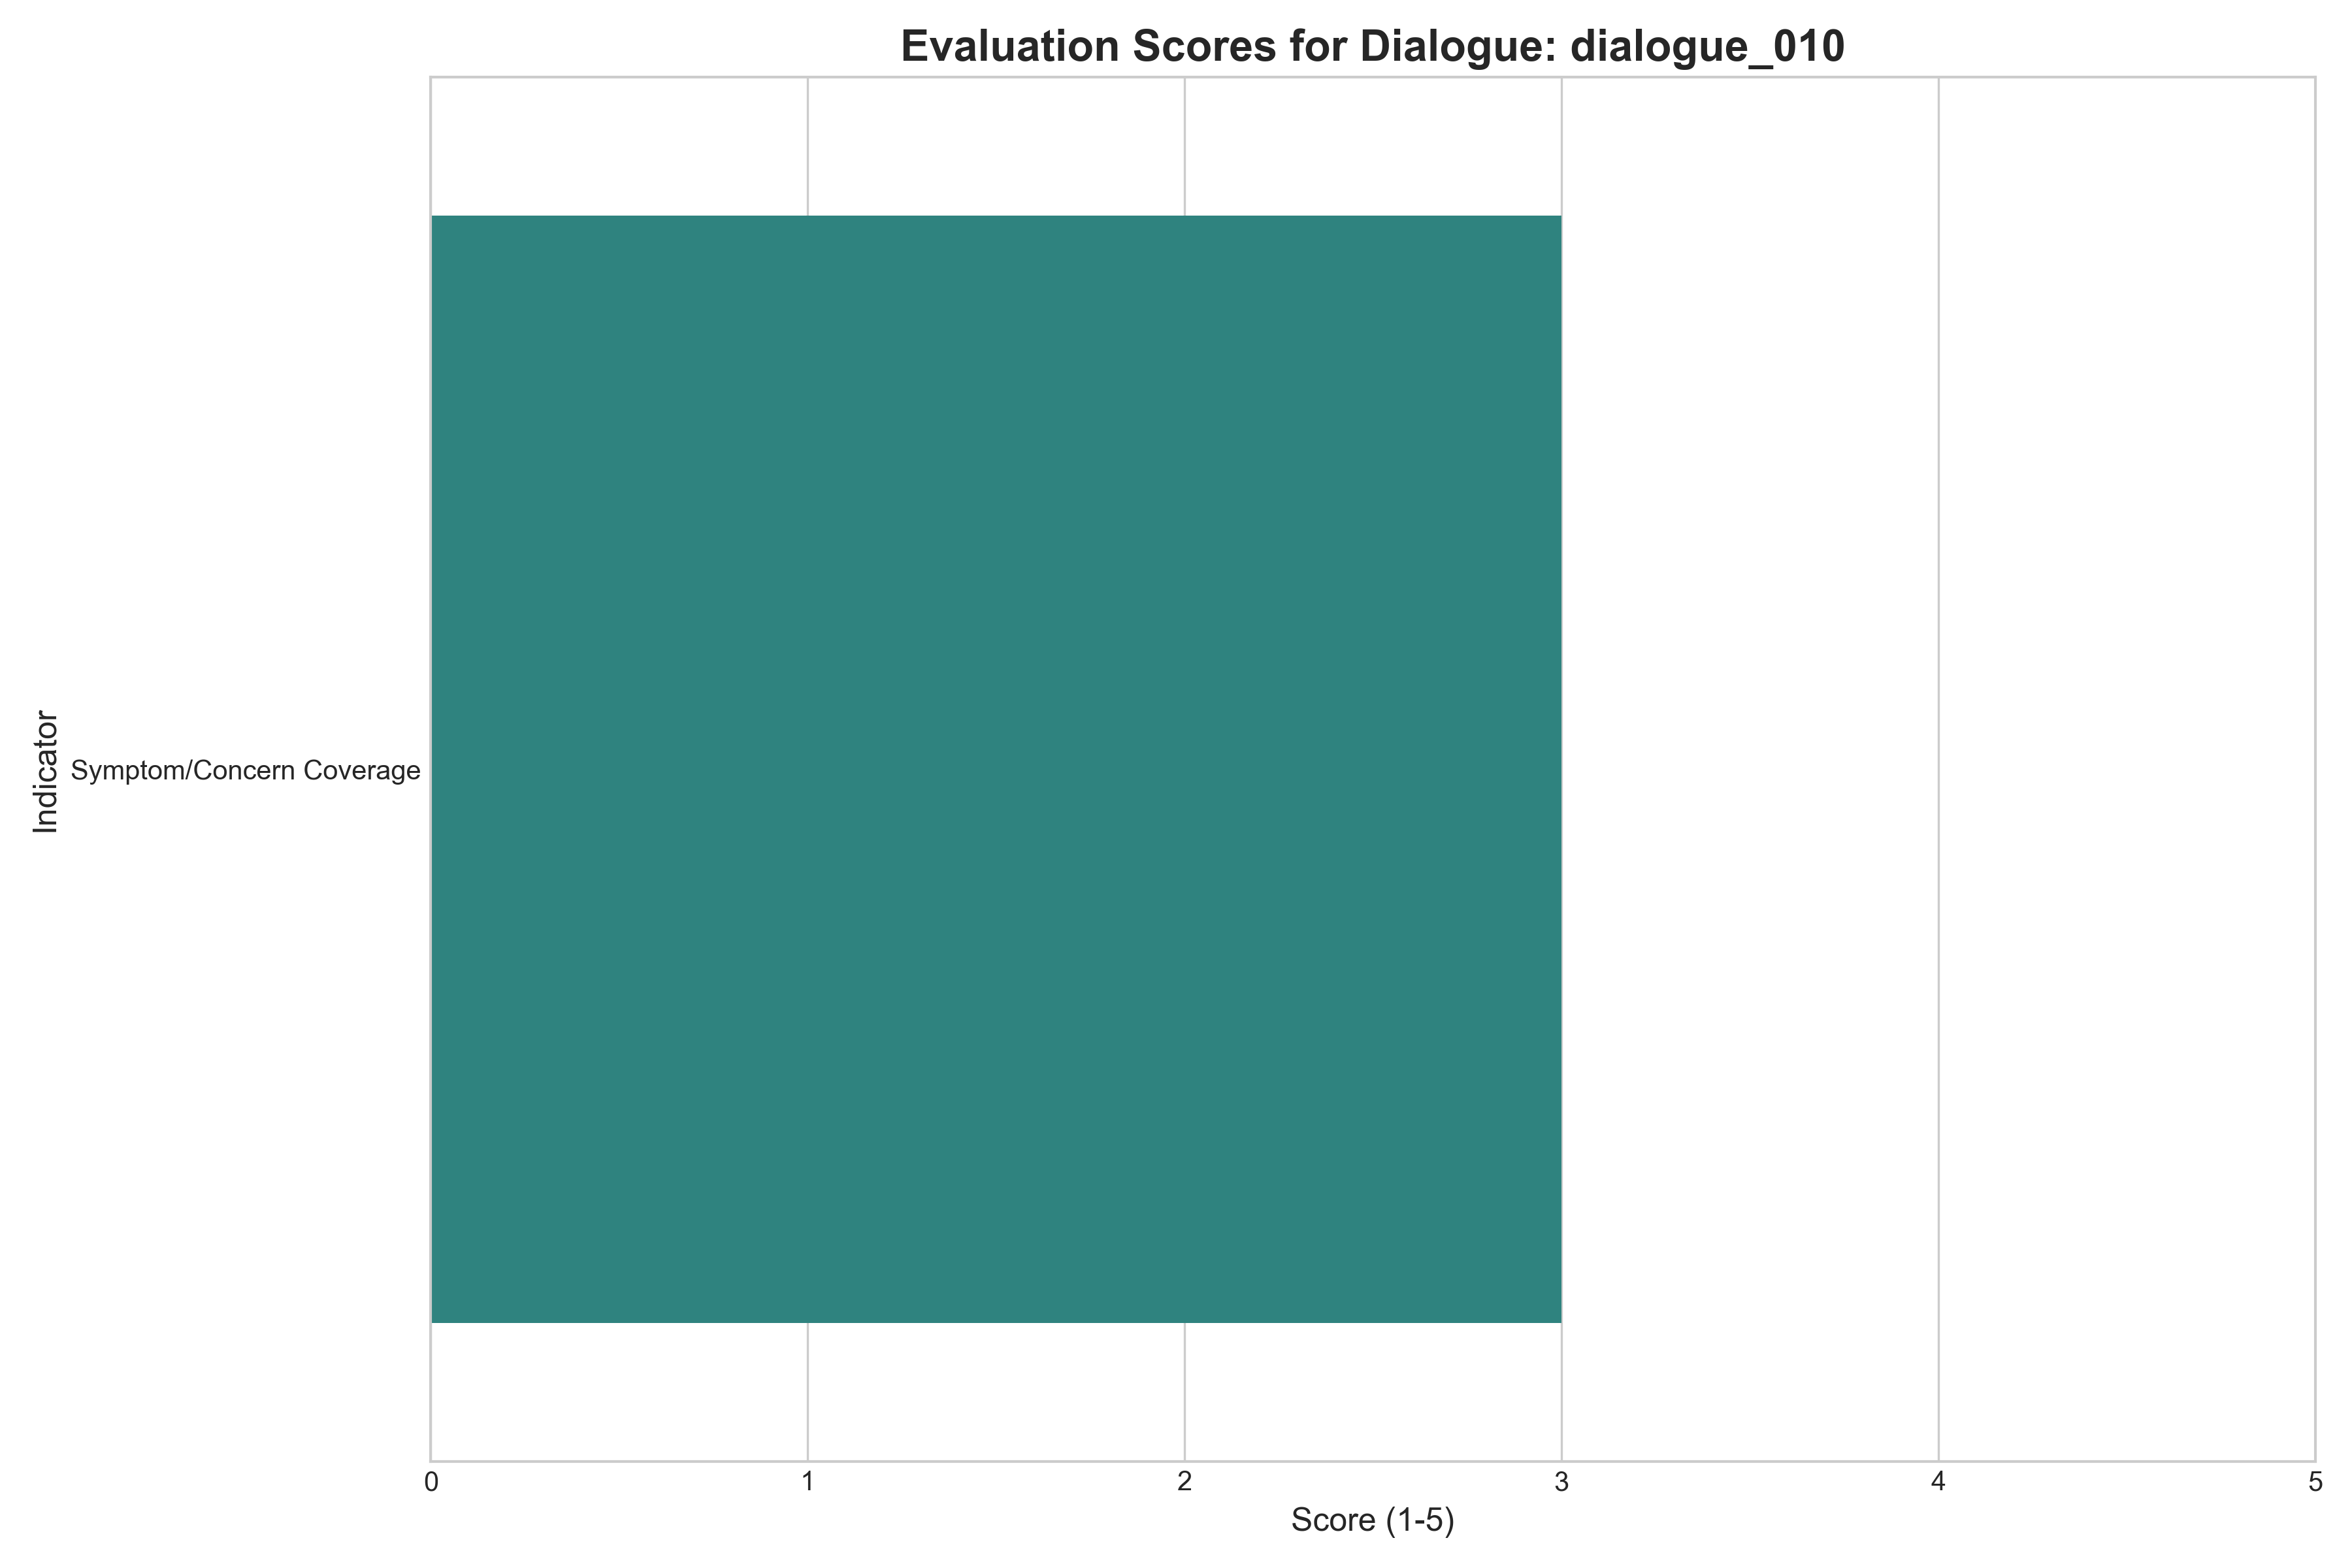 Evaluation Scores for Dialogue: dialogue_010
Indicator
Symptom/Concern Coverage
0 1 2 3 4 5
Score (1-5)